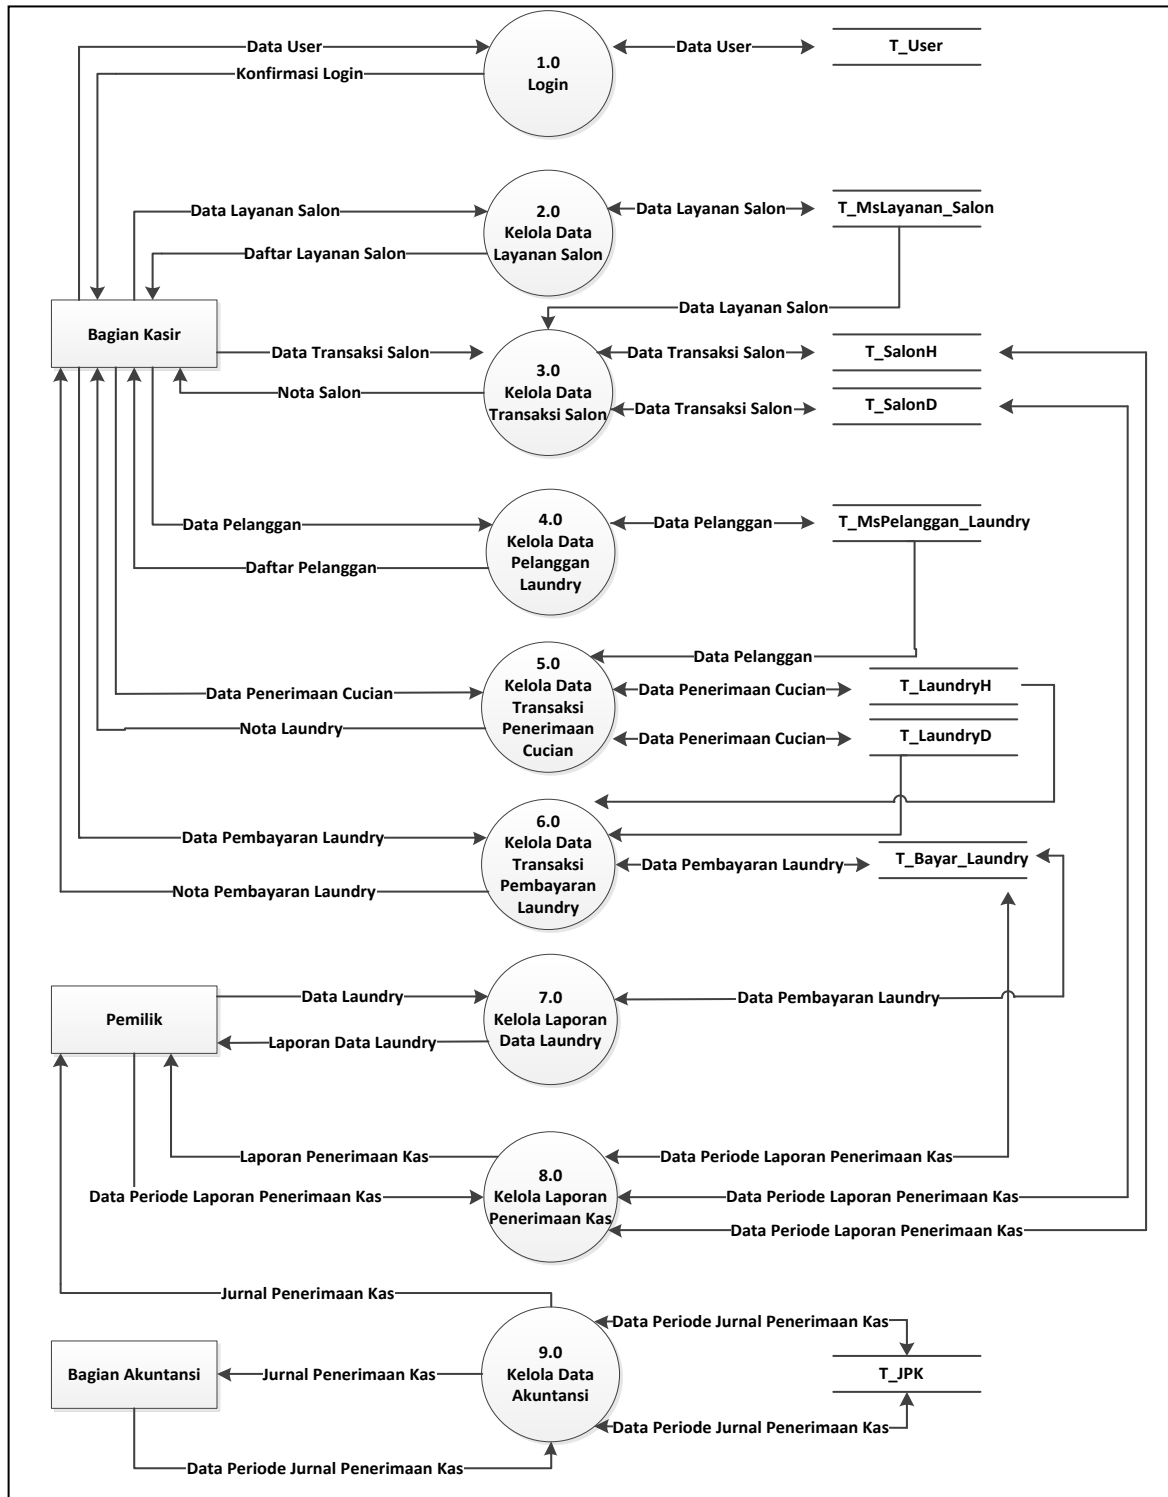 Data User
Data User
T_User
1.0
Login
Konfirmasi Login
2.0
Kelola Data
Layanan Salon
Data Layanan Salon
Data Layanan Salon
T_MsLayanan_Salon
Daftar Layanan Salon
Data Layanan Salon
Bagian Kasir
Data Transaksi Salon
3.0
Kelola Data
Transaksi Salon
Data Transaksi Salon
T_SalonH
Nota Salon
Data Transaksi Salon
T_SalonD
Data Pelanggan
4.0
Kelola Data
Pelanggan
Laundry
Data Pelanggan
T_MsPelanggan_Laundry
Daftar Pelanggan
Data Pelanggan
5.0
Kelola Data
Transaksi
Penerimaan
Cucian
Data Penerimaan Cucian
Data Penerimaan Cucian
T_LaundryH
Nota Laundry
Data Penerimaan Cucian
T_LaundryD
6.0
Kelola Data
Transaksi
Pembayaran
Laundry
Data Pembayaran Laundry
Data Pembayaran Laundry
T_Bayar_Laundry
Nota Pembayaran Laundry
Pemilik
Data Laundry
7.0
Kelola Laporan
Data Laundry
Data Pembayaran Laundry
Laporan Data Laundry
Laporan Penerimaan Kas
8.0
Kelola Laporan
Penerimaan Kas
Data Periode Laporan Penerimaan Kas
Data Periode Laporan Penerimaan Kas
Data Periode Laporan Penerimaan Kas
Data Periode Laporan Penerimaan Kas
Jurnal Penerimaan Kas
Data Periode Jurnal Penerimaan Kas
Bagian Akuntansi
Jurnal Penerimaan Kas
9.0
Kelola Data
Akuntansi
T_JPK
Data Periode Jurnal Penerimaan Kas
Data Periode Jurnal Penerimaan Kas